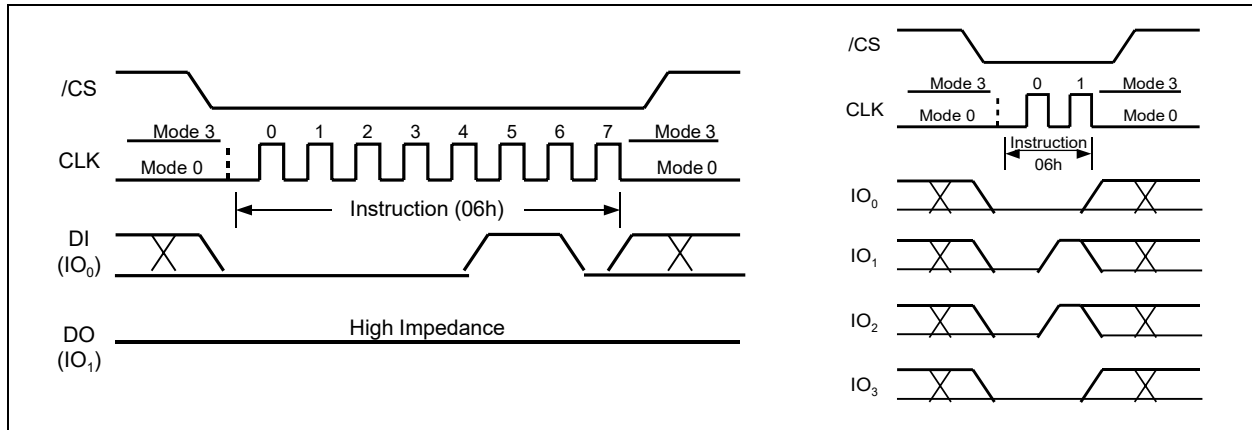 /CS
Mode 3 0 1 2 3 4 5 6 7 Mode 3
CLK
Mode 0 Mode 0
Instruction (06h)
DI
(IO₀)
High Impedance
DO
(IO₁)
/CS
Mode 3 0 1 Mode 3
CLK
Mode 0 Mode 0
Instruction
06h
IO₀
IO₁
IO₂
IO₃